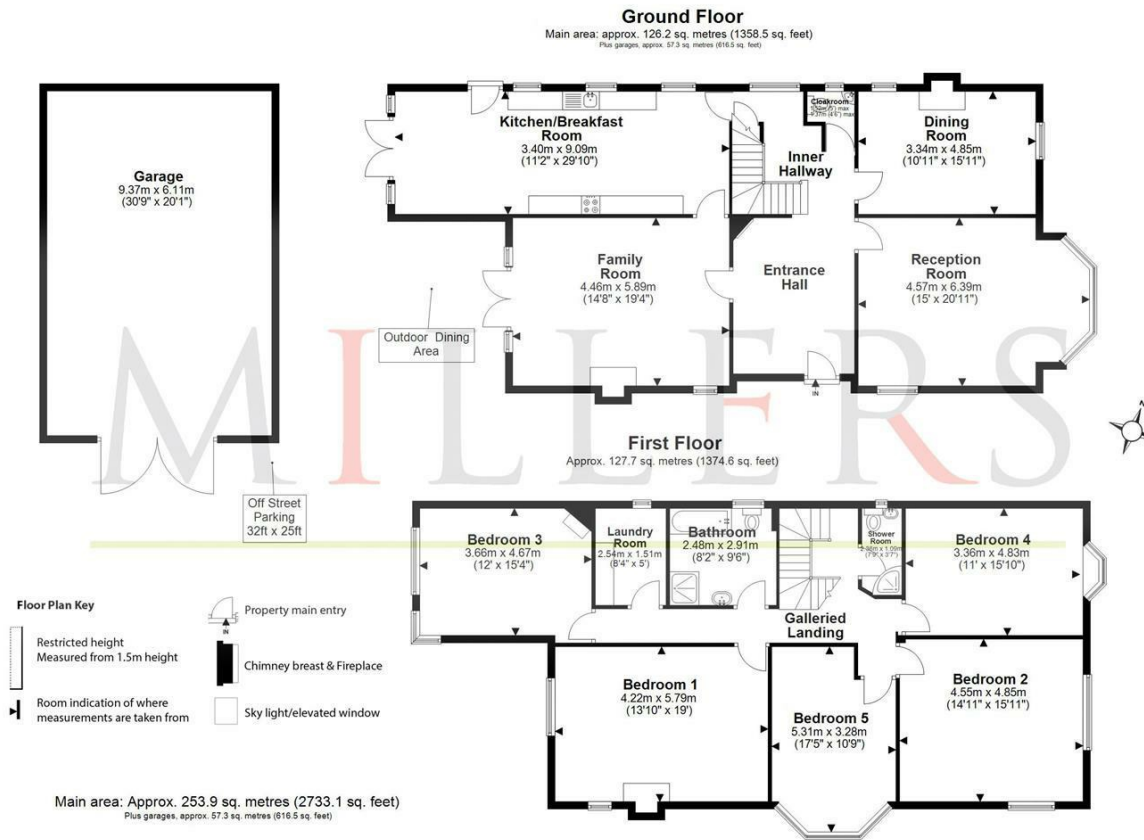 Ground Floor
Main area: approx. 126.2 sq. metres (1358.5 sq. feet)
Plus garages, approx. 57.3 sq. metres (616.5 sq. feet)
Garage
9.37m x 6.11m
(30'9" x 20'1")
Kitchen/Breakfast
Room
3.40m x 9.09m
(11'2" x 29'10")
Cloakroom
Inner
Hallway
Dining
Room
3.34m x 4.85m
(10'11" x 15'11")
Family
Room
4.46m x 5.89m
(14'8" x 19'4")
Entrance
Hall
Reception
Room
4.57m x 6.39m
(15' x 20'11")
Outdoor Dining
Area
IN
MILLERS
N
Off Street
Parking
32ft x 25ft
First Floor
Approx. 127.7 sq. metres (1374.6 sq. feet)
Bedroom 3
3.66m x 4.67m
(12' x 15'4")
Laundry
Room
2.54m x 1.51m
(8'4" x 5')
Bathroom
2.48m x 2.91m
(8'2" x 9'6")
Shower
Room
Bedroom 4
3.36m x 4.83m
(11' x 15'10")
Galleried
Landing
Bedroom 1
4.22m x 5.79m
(13'10" x 19')
Bedroom 5
5.31m x 3.28m
(17'5" x 10'9")
Bedroom 2
4.55m x 4.85m
(14'11" x 15'11")
Floor Plan Key
Restricted height
Measured from 1.5m height
Room indication of where
measurements are taken from
Property main entry
IN
Chimney breast & Fireplace
Sky light/elevated window
Main area: Approx. 253.9 sq. metres (2733.1 sq. feet)
Plus garages, approx. 57.3 sq. metres (616.5 sq. feet)